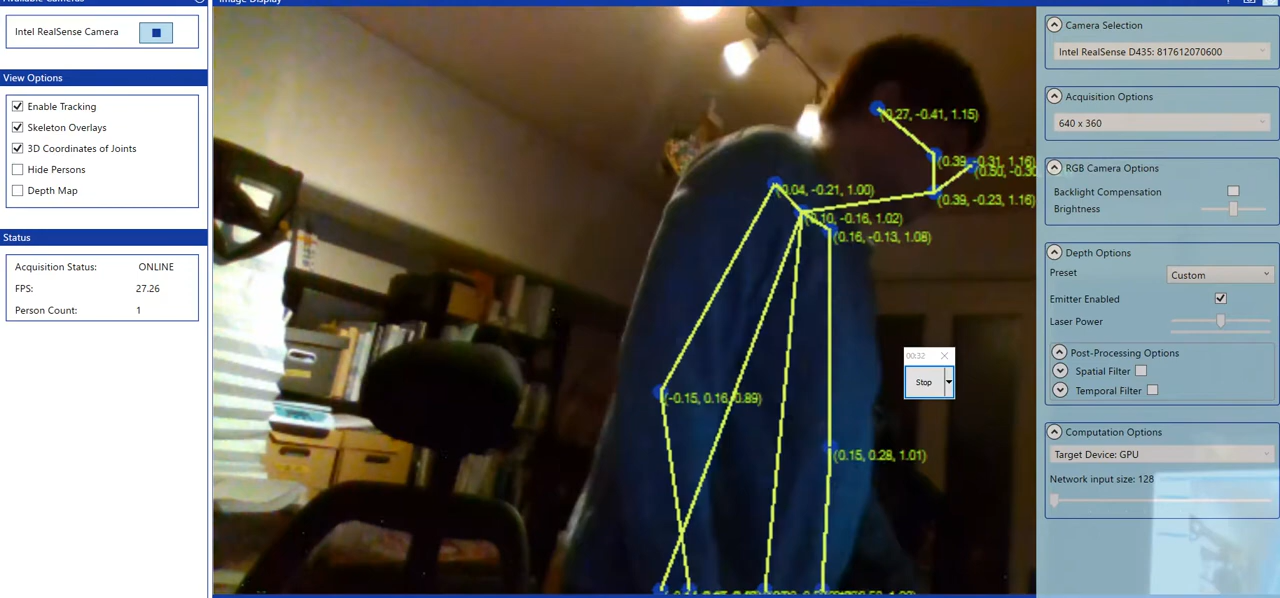 Available Cameras
Intel RealSense Camera
View Options
Enable Tracking
Skeleton Overlays
3D Coordinates of Joints
Hide Persons
Depth Map
Status
Acquisition Status: ONLINE
FPS: 27.26
Person Count: 1
Image Display
(0.27, -0.41, 1.15)
(0.39, -0.31, 1.16)
(0.50, -0.30
(0.04, -0.21, 1.00)
(0.39, -0.23, 1.16)
(0.10, -0.16, 1.02)
(0.16, -0.13, 1.08)
(-0.15, 0.16, 0.89)
(0.15, 0.28, 1.01)
00:32
Stop
Camera Selection
Intel RealSense D435: 817612070600
Acquisition Options
640 x 360
RGB Camera Options
Backlight Compensation
Brightness
Depth Options
Preset Custom
Emitter Enabled
Laser Power
Post-Processing Options
Spatial Filter
Temporal Filter
Computation Options
Target Device: GPU
Network input size: 128